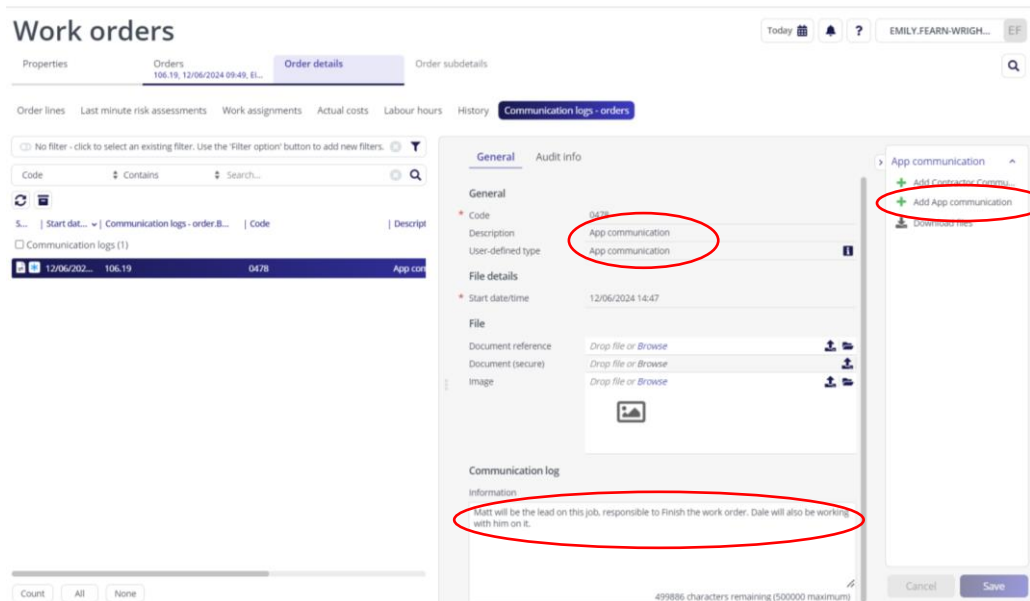 Work orders
Today
?
EMILY.FEARN-WRIGH...
EF
Properties
Orders
106.19, 12/06/2024 09:49, El...
Order details
Order subdetails
Order lines
Last minute risk assessments
Work assignments
Actual costs
Labour hours
History
Communication logs - orders
No filter - click to select an existing filter. Use the 'Filter option' button to add new filters.
Code
Contains
Search...
S...
Start dat...
Communication logs - order.B...
Code
Descript
Communication logs (1)
12/06/202...
106.19
0478
App con
Count
All
None
General
Audit info
General
* Code
0478
Description
App communication
User-defined type
App communication
File details
* Start date/time
12/06/2024 14:47
File
Document reference
Drop file or Browse
Document (secure)
Drop file or Browse
Image
Drop file or Browse
Communication log
Information
Matt will be the lead on this job, responsible to Finish the work order. Dale will also be working
with him on it.
499886 characters remaining (500000 maximum)
App communication
Add Contractor Commu...
Add App communication
Download files
Cancel
Save